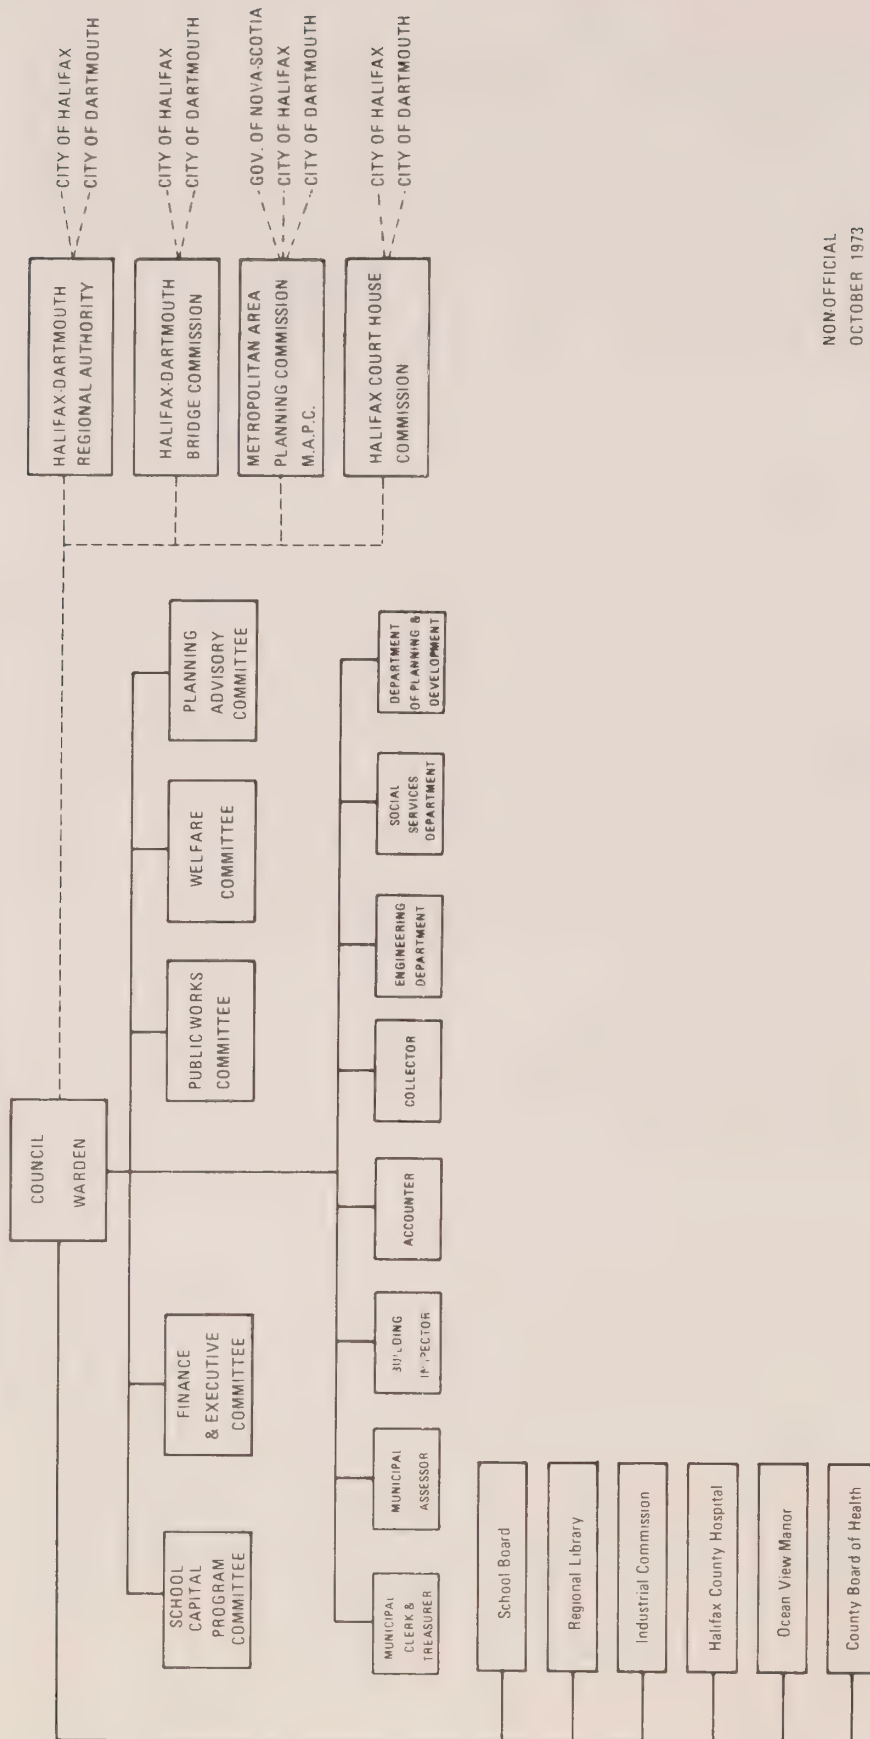 COUNCIL
WARDEN
SCHOOL
CAPITAL
PROGRAM
COMMITTEE
FINANCE
& EXECUTIVE
COMMITTEE
PUBLIC WORKS
COMMITTEE
WELFARE
COMMITTEE
PLANNING
ADVISORY
COMMITTEE
MUNICIPAL
CLERK &
TREASURER
MUNICIPAL
ASSESSOR
BUILDING
INSPECTOR
ACCOUNTER
COLLECTOR
ENGINEERING
DEPARTMENT
SOCIAL
SERVICES
DEPARTMENT
DEPARTMENT
OF PLANNING &
DEVELOPMENT
HALIFAX-DARTMOUTH
REGIONAL AUTHORITY
CITY OF HALIFAX
CITY OF DARTMOUTH
HALIFAX-DARTMOUTH
BRIDGE COMMISSION
CITY OF HALIFAX
CITY OF DARTMOUTH
METROPOLITAN AREA
PLANNING COMMISSION
M.A.P.C.
GOV. OF NOVA-SCOTIA
CITY OF HALIFAX
CITY OF DARTMOUTH
HALIFAX COURT HOUSE
COMMISSION
CITY OF HALIFAX
CITY OF DARTMOUTH
School Board
Regional Library
Industrial Commission
Halifax County Hospital
Ocean View Manor
County Board of Health
NON-OFFICIAL
OCTOBER 1973